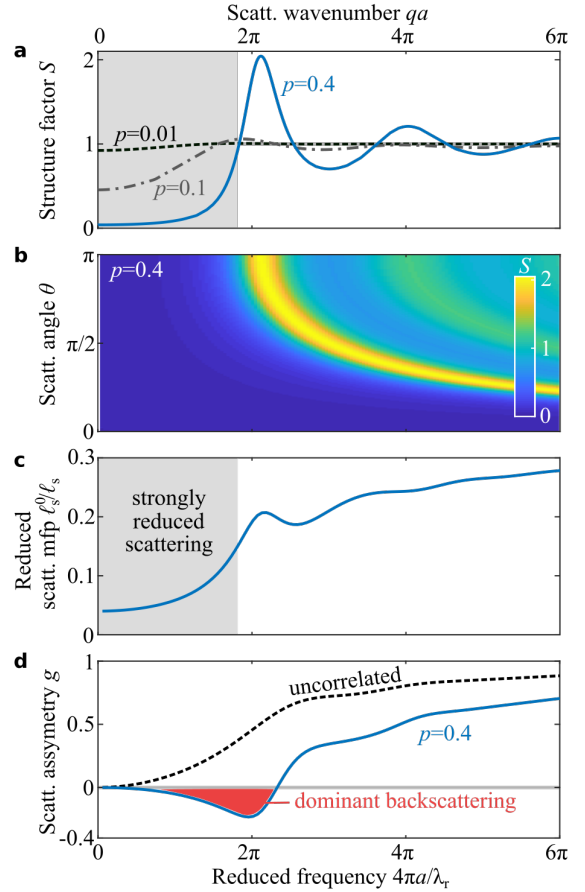 Scatt. wavenumber qa
0 2π 4π 6π
a
Structure factor S
2
1
0
p=0.4
p=0.01
p=0.1
b
Scatt. angle θ
π
π/2
0
p=0.4
S
2
1
0
c
Reduced
scatt. mfp ℓs⁰/ℓs
0.3
0.2
0.1
0
strongly
reduced
scattering
d
Scatt. assymetry g
1
0.5
0
-0.4
uncorrelated
p=0.4
dominant backscattering
0 2π 4π 6π
Reduced frequency 4πa/λr